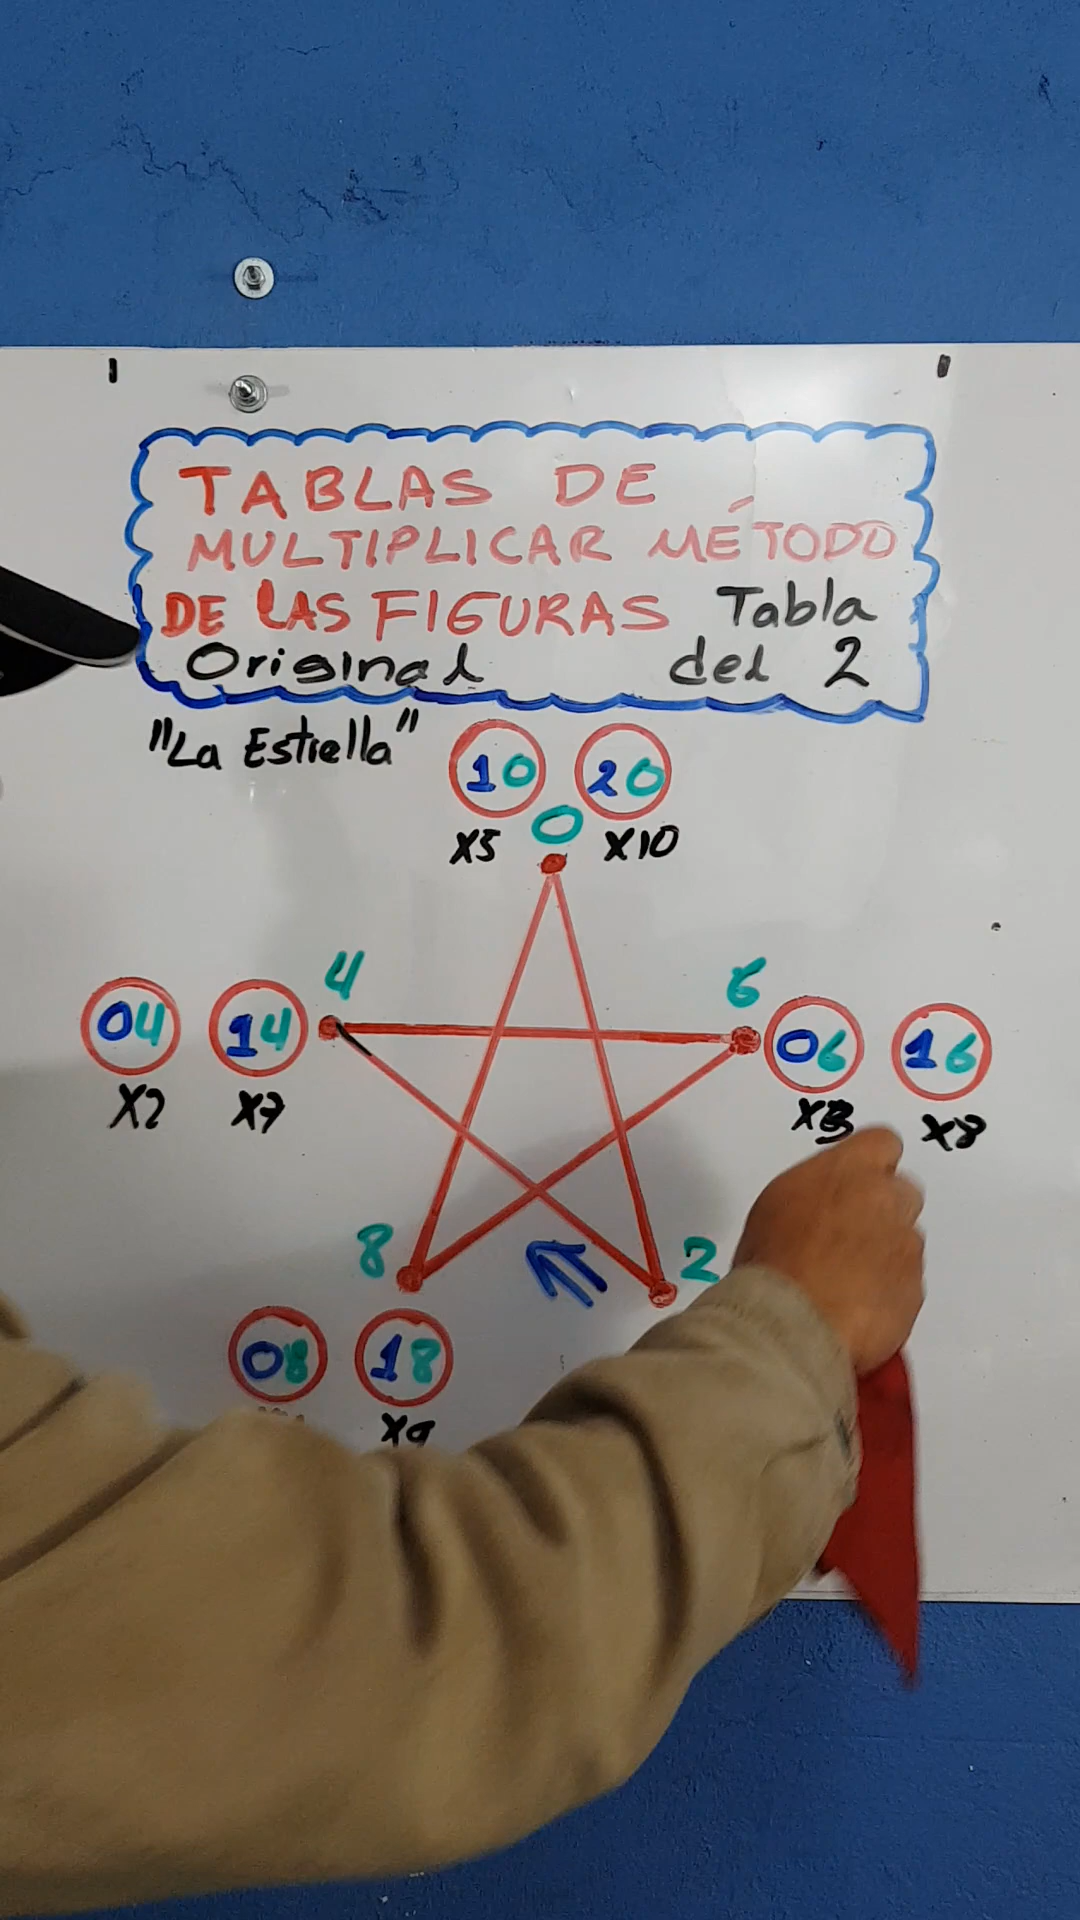 TABLAS DE
MULTIPLICAR MÉTODO
DE LAS FIGURAS Tabla
Original del 2
"La Estrella"
10 20
X5 0 X10
4 6
04 14 06 16
X2 X7 X3 X8
8 2
08 18
X9